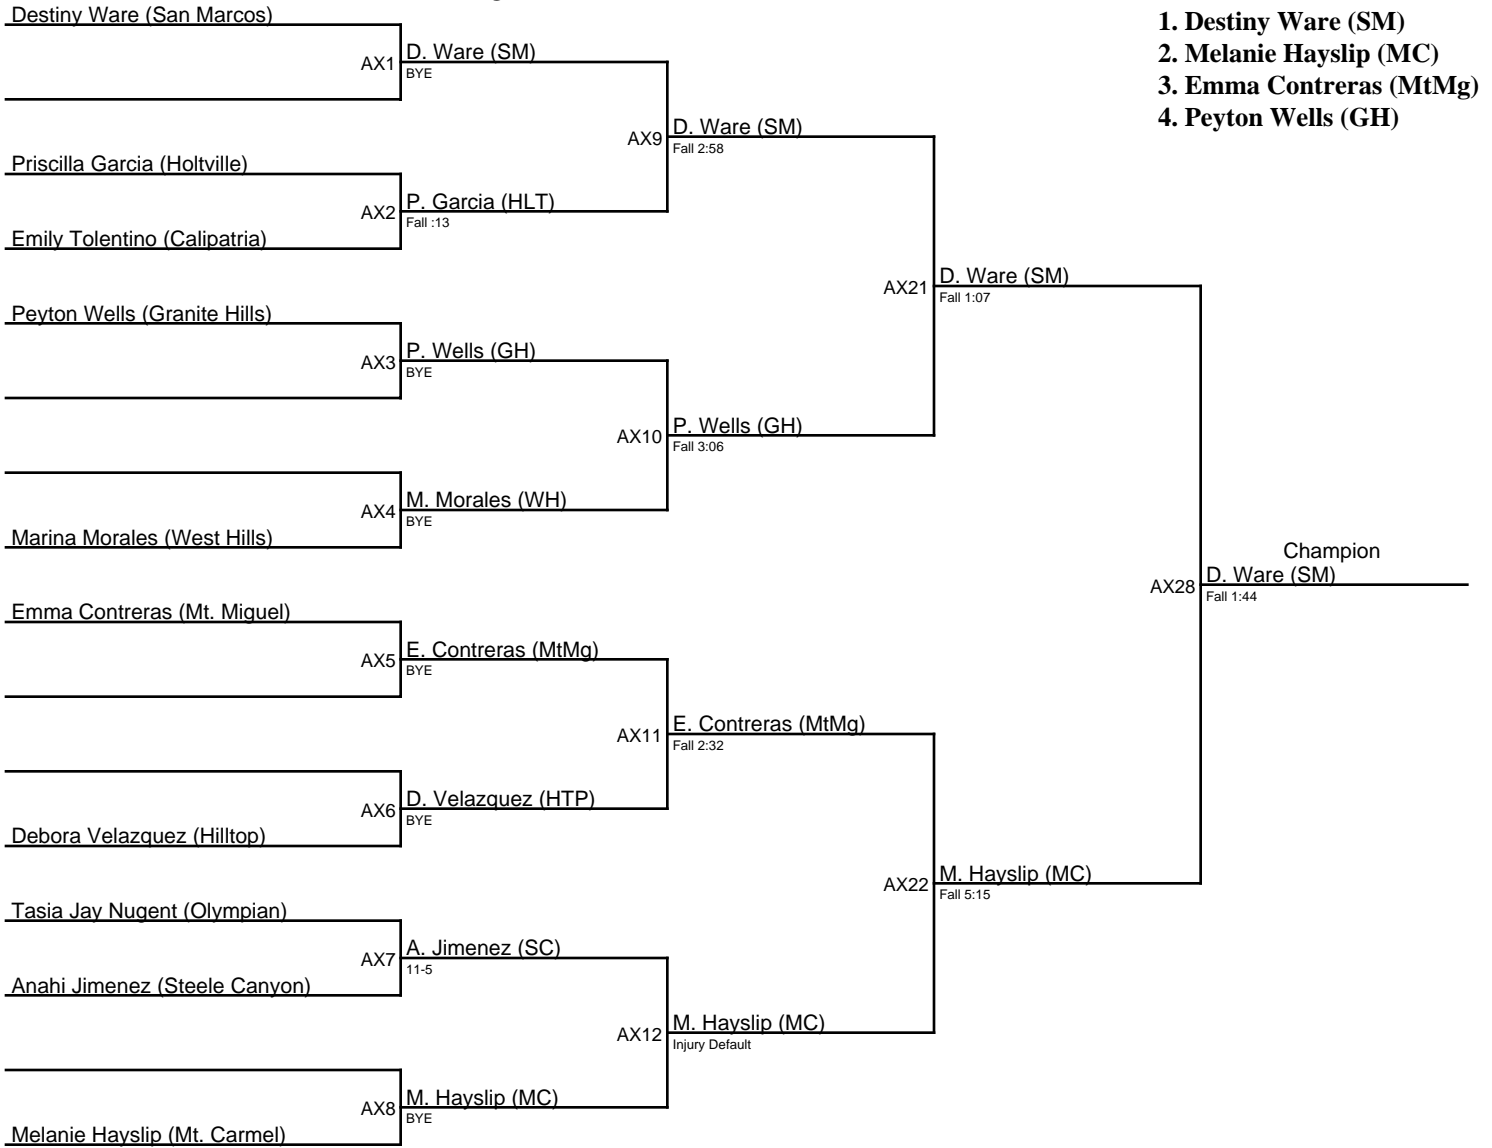 Destiny Ware (San Marcos)
1. Destiny Ware (SM)
2. Melanie Hayslip (MC)
3. Emma Contreras (MtMg)
4. Peyton Wells (GH)
AX1
D. Ware (SM)
BYE
AX9
D. Ware (SM)
Fall 2:58
Priscilla Garcia (Holtville)
AX2
P. Garcia (HLT)
Fall :13
Emily Tolentino (Calipatria)
AX21
D. Ware (SM)
Fall 1:07
Peyton Wells (Granite Hills)
AX3
P. Wells (GH)
BYE
AX10
P. Wells (GH)
Fall 3:06
AX4
M. Morales (WH)
BYE
Marina Morales (West Hills)
Champion
AX28
D. Ware (SM)
Fall 1:44
Emma Contreras (Mt. Miguel)
AX5
E. Contreras (MtMg)
BYE
AX11
E. Contreras (MtMg)
Fall 2:32
AX6
D. Velazquez (HTP)
BYE
Debora Velazquez (Hilltop)
AX22
M. Hayslip (MC)
Fall 5:15
Tasia Jay Nugent (Olympian)
AX7
A. Jimenez (SC)
11-5
Anahi Jimenez (Steele Canyon)
AX12
M. Hayslip (MC)
Injury Default
AX8
M. Hayslip (MC)
BYE
Melanie Hayslip (Mt. Carmel)